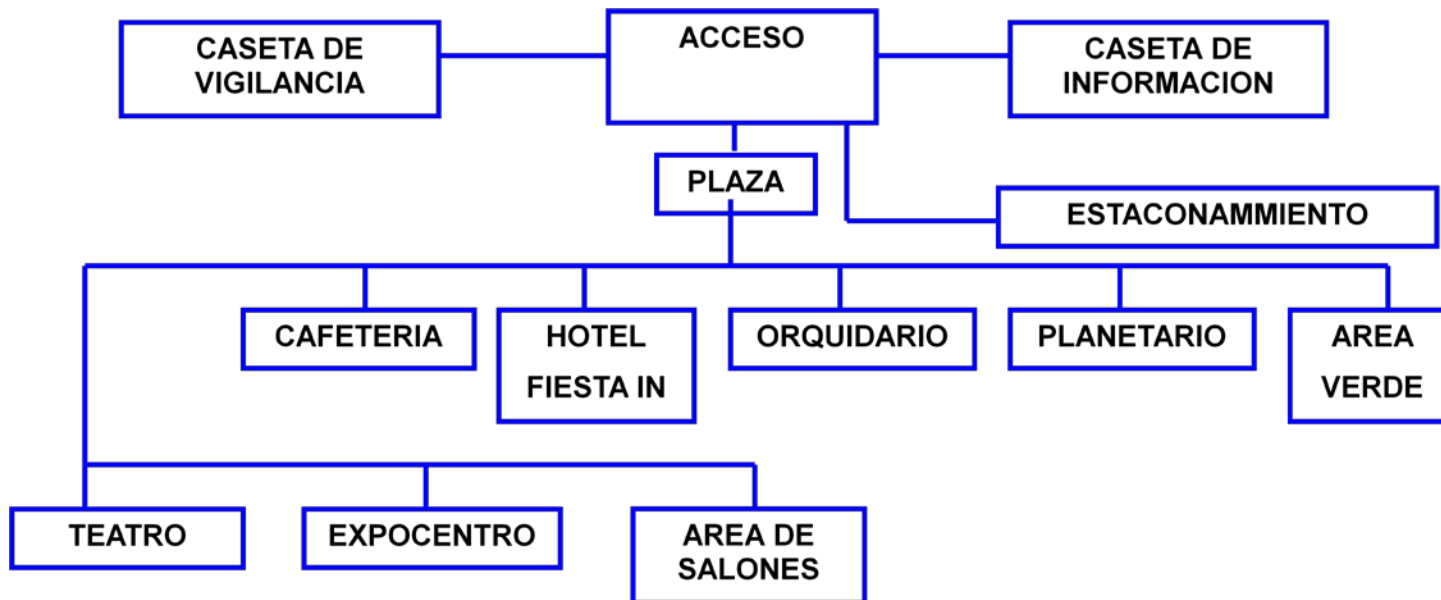 CASETA DE
VIGILANCIA
ACCESO
CASETA DE
INFORMACION
PLAZA
ESTACONAMMIENTO
CAFETERIA
HOTEL
FIESTA IN
ORQUIDARIO
PLANETARIO
AREA
VERDE
TEATRO
EXPOCENTRO
AREA DE
SALONES